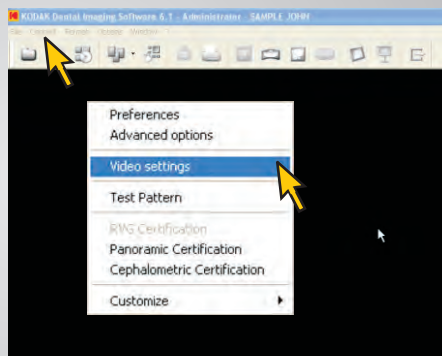 KODAK Dental Imaging Software 6.1 - Administrator - SAMPLE JOHN
Preferences
Advanced options
Video settings
Test Pattern
RVG Certification
Panoramic Certification
Cephalometric Certification
Customize